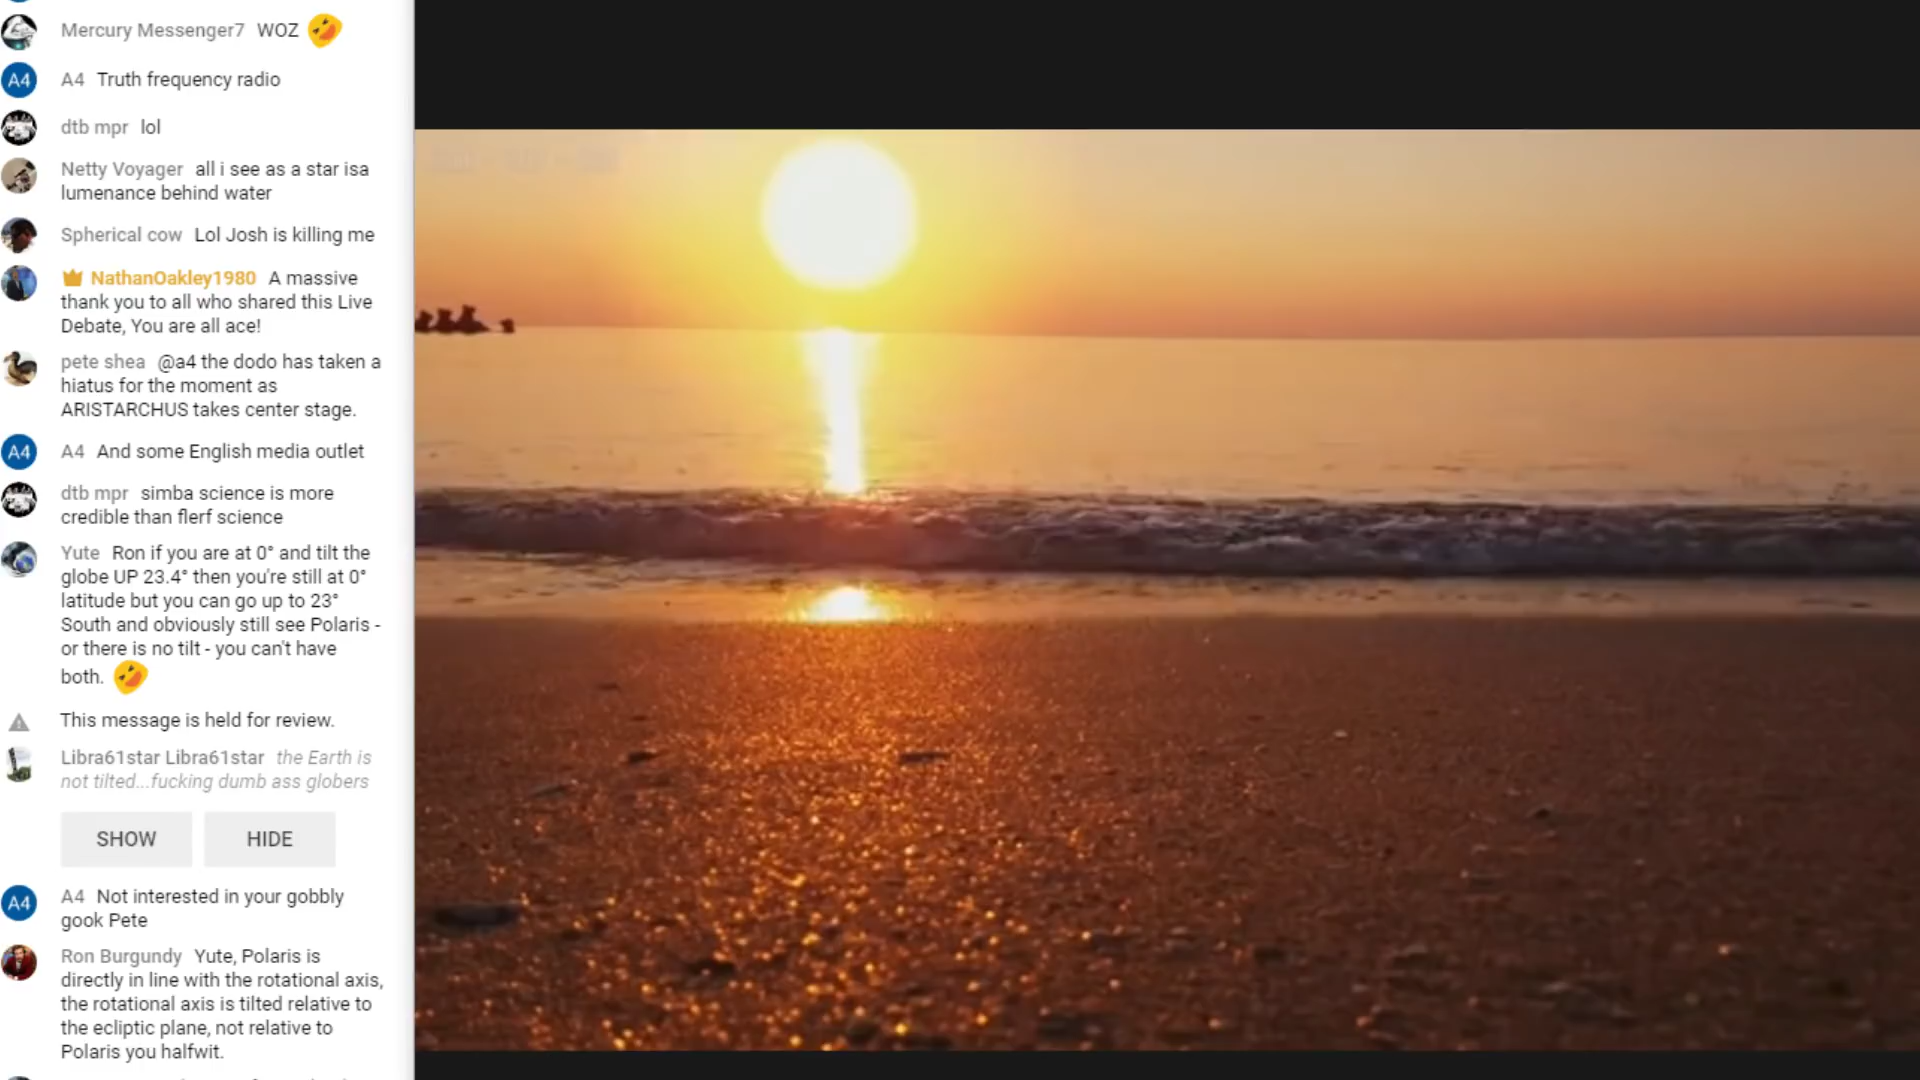 Mercury Messenger7 WOZ
A4 A4 Truth frequency radio
dtb mpr lol
Netty Voyager all i see as a star isa
lumenance behind water
Spherical cow Lol Josh is killing me
NathanOakley1980 A massive
thank you to all who shared this Live
Debate, You are all ace!
pete shea @a4 the dodo has taken a
hiatus for the moment as
ARISTARCHUS takes center stage.
A4 A4 And some English media outlet
dtb mpr simba science is more
credible than flerf science
Yute Ron if you are at 0° and tilt the
globe UP 23.4° then you're still at 0°
latitude but you can go up to 23°
South and obviously still see Polaris -
or there is no tilt - you can't have
both.
This message is held for review.
Libra61star Libra61star the Earth is
not tilted...fucking dumb ass globers
SHOW HIDE
A4 A4 Not interested in your gobbly
gook Pete
Ron Burgundy Yute, Polaris is
directly in line with the rotational axis,
the rotational axis is tilted relative to
the ecliptic plane, not relative to
Polaris you halfwit.